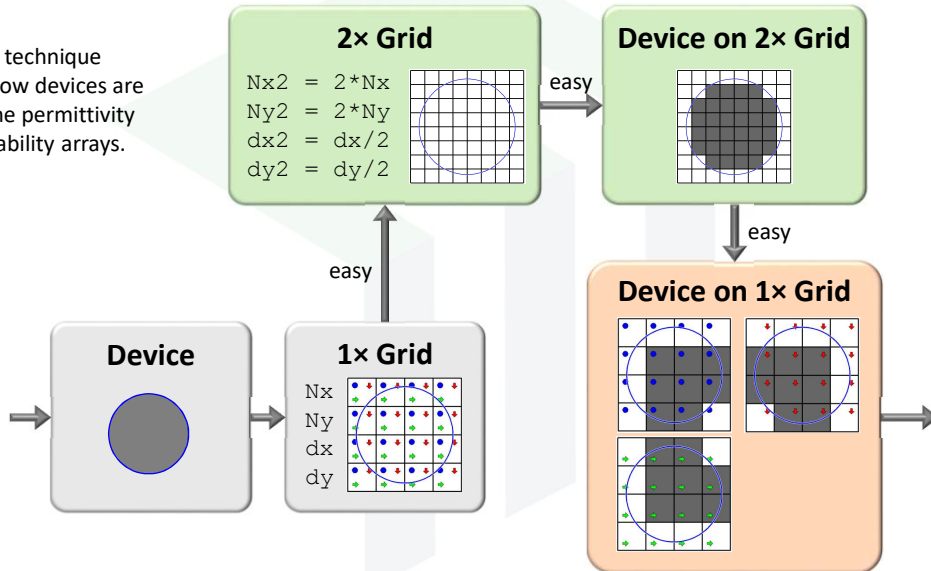 technique
ow devices are
ne permittivity
ability arrays.
2× Grid
Nx2 = 2*Nx
Ny2 = 2*Ny
dx2 = dx/2
dy2 = dy/2
easy
Device on 2× Grid
easy
easy
Device on 1× Grid
Device
1× Grid
Nx
Ny
dx
dy